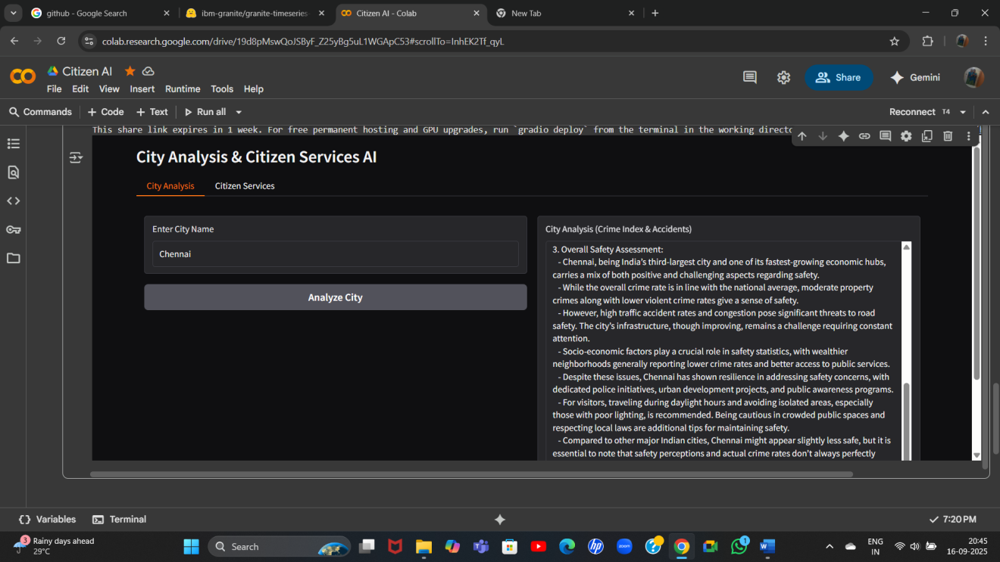 github - Google Search
ibm-granite/granite-timeseries-
Citizen AI - Colab
New Tab
colab.research.google.com/drive/19d8pMswQoJSByF_Z25yBg5uL1WGApC53#scrollTo=InhEK2Tf_qyL
Citizen AI
File Edit View Insert Runtime Tools Help
Share
Gemini
Commands + Code + Text Run all
Reconnect T4
This share link expires in 1 week. For free permanent hosting and GPU upgrades, run `gradio deploy` from the terminal in the working directo
City Analysis & Citizen Services AI
City Analysis Citizen Services
Enter City Name
Chennai
Analyze City
City Analysis (Crime Index & Accidents)
3. Overall Safety Assessment:
- Chennai, being India's third-largest city and one of its fastest-growing economic hubs,
carries a mix of both positive and challenging aspects regarding safety.
- While the overall crime rate is in line with the national average, moderate property
crimes along with lower violent crime rates give a sense of safety.
- However, high traffic accident rates and congestion pose significant threats to road
safety. The city's infrastructure, though improving, remains a challenge requiring constant
attention.
- Socio-economic factors play a crucial role in safety statistics, with wealthier
neighborhoods generally reporting lower crime rates and better access to public services.
- Despite these issues, Chennai has shown resilience in addressing safety concerns, with
dedicated police initiatives, urban development projects, and public awareness programs.
- For visitors, traveling during daylight hours and avoiding isolated areas, especially
those with poor lighting, is recommended. Being cautious in crowded public spaces and
respecting local laws are additional tips for maintaining safety.
- Compared to other major Indian cities, Chennai might appear slightly less safe, but it is
essential to note that safety perceptions and actual crime rates don't always perfectly
Variables
Terminal
7:20 PM
3
Rainy days ahead
29°C
Search
hp
zoom
1
ENG
IN
20:45
16-09-2025